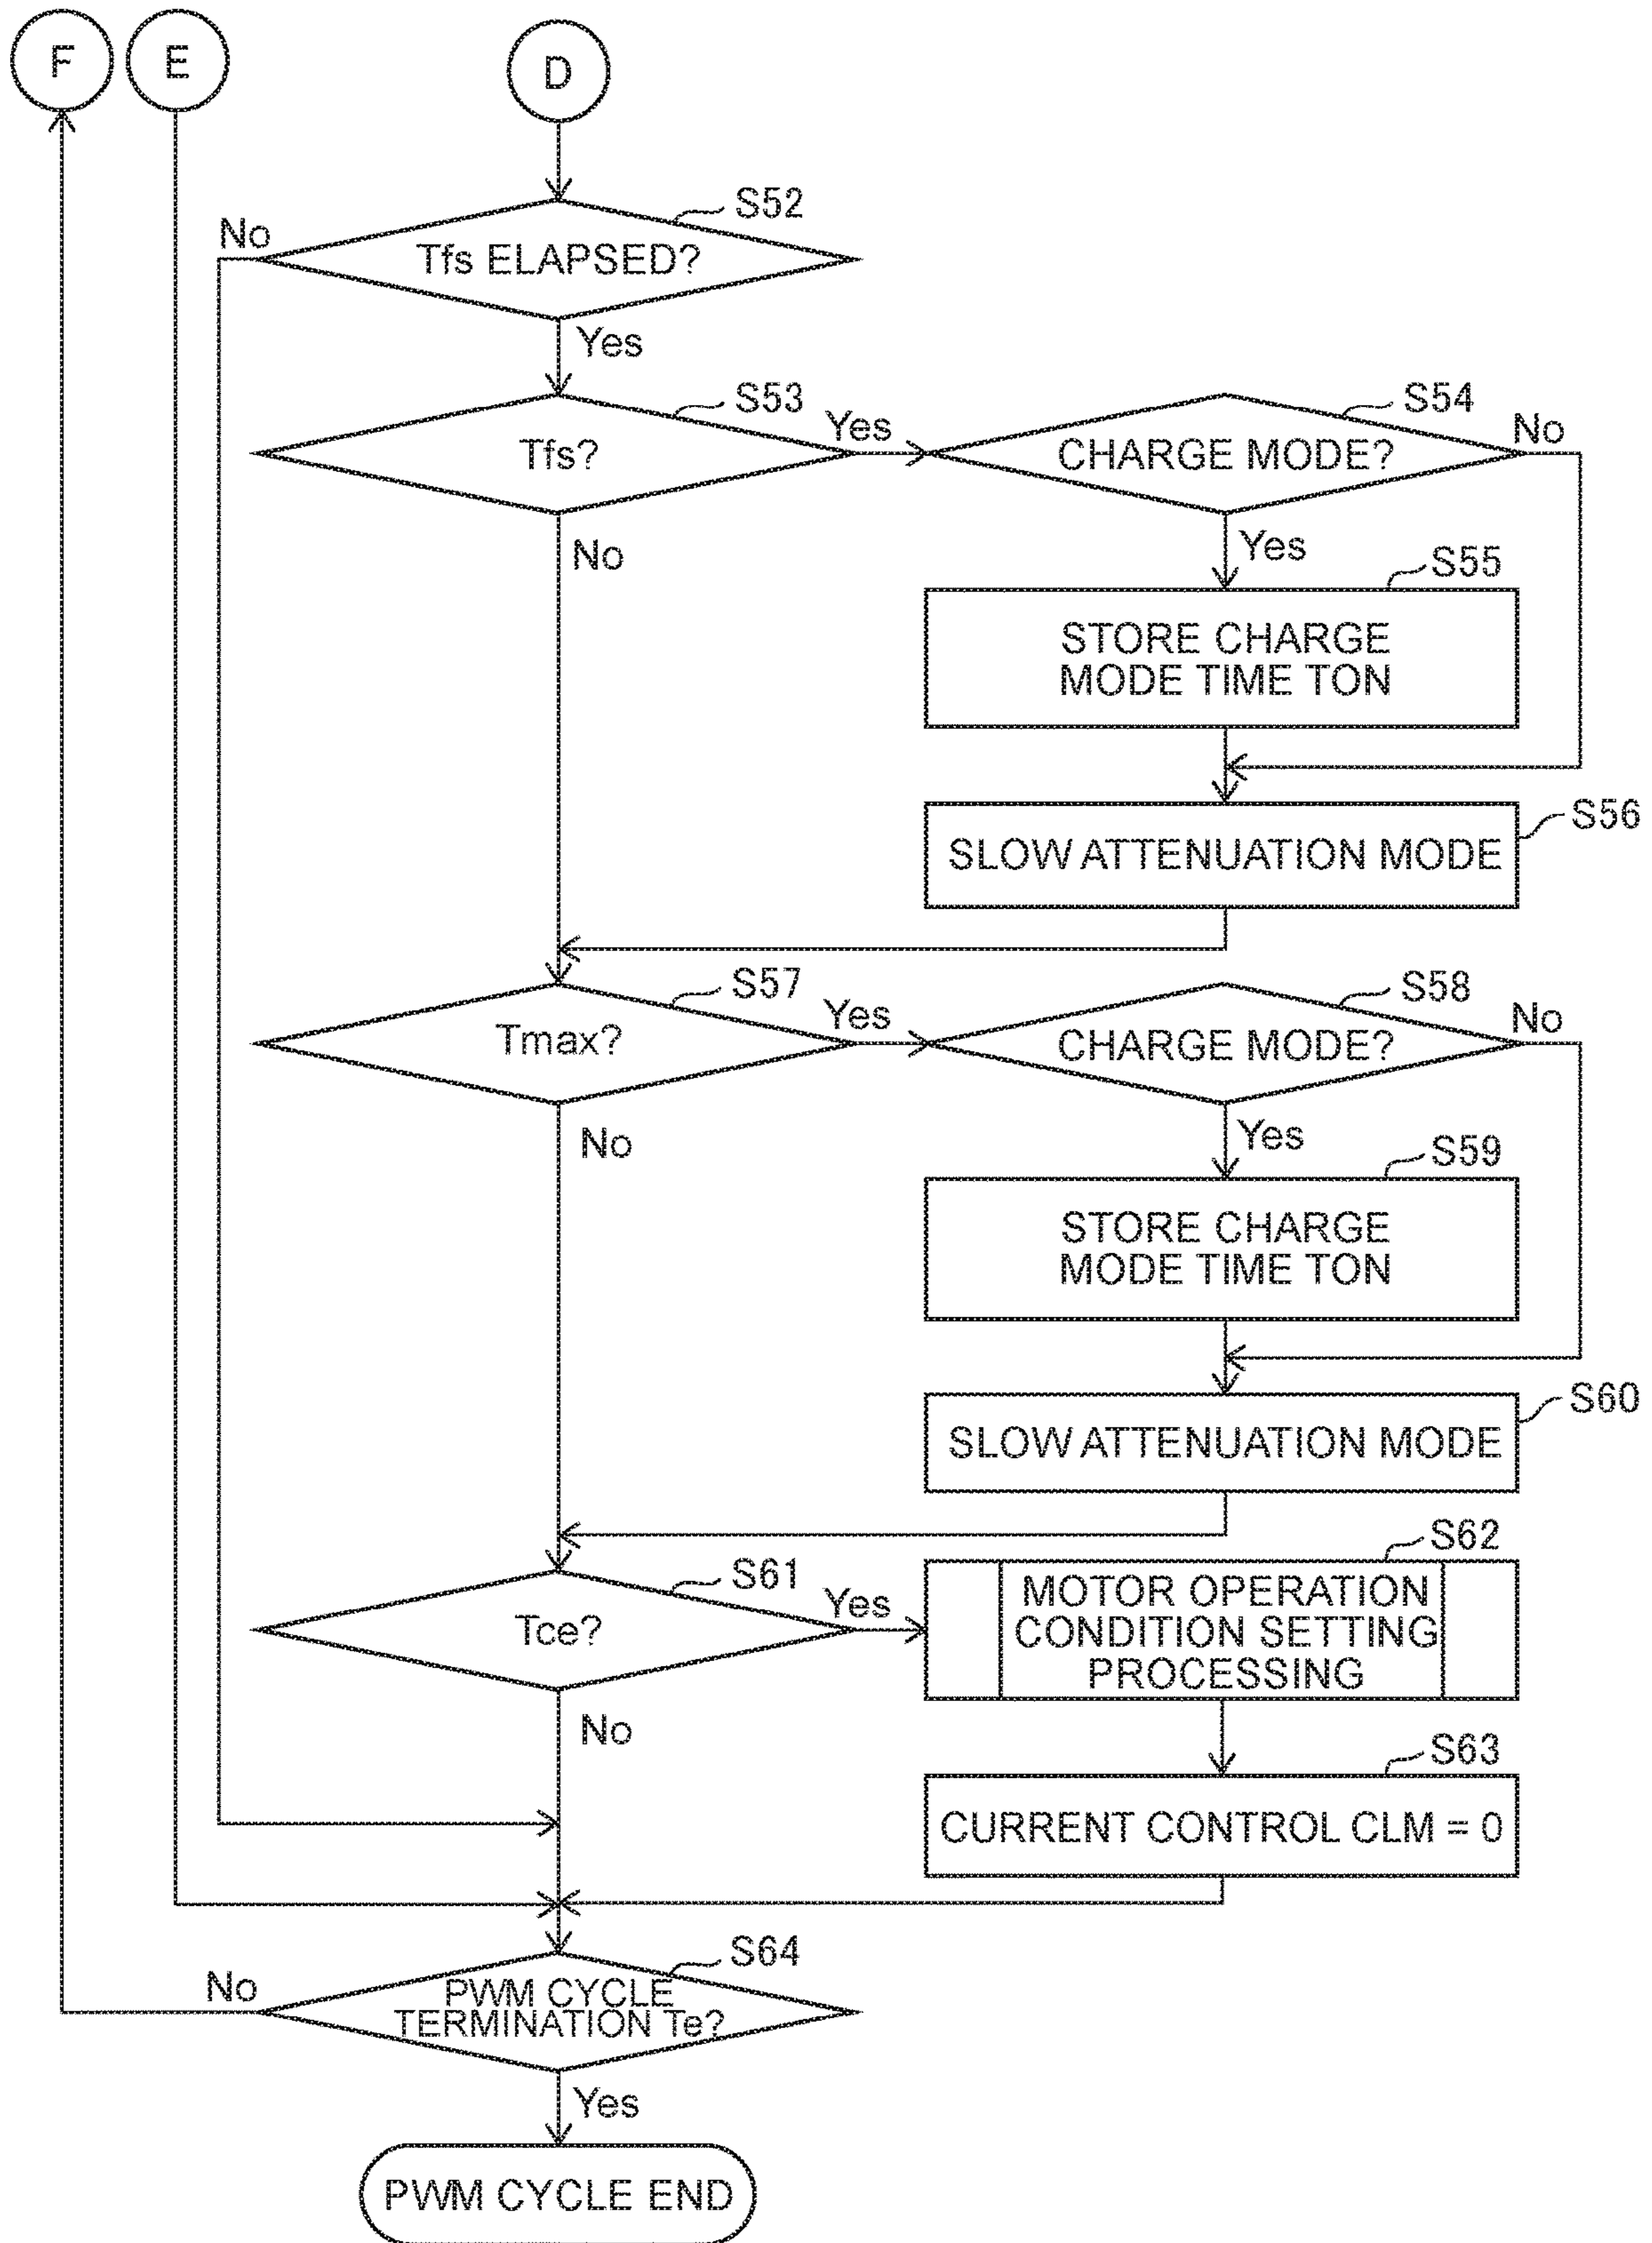 F
E
D
S52
No
Tfs ELAPSED?
Yes
S53
Tfs?
Yes
No
S54
CHARGE MODE?
No
Yes
S55
STORE CHARGE
MODE TIME TON
S56
SLOW ATTENUATION MODE
S57
Tmax?
Yes
No
S58
CHARGE MODE?
No
Yes
S59
STORE CHARGE
MODE TIME TON
S60
SLOW ATTENUATION MODE
S61
Tce?
Yes
No
S62
MOTOR OPERATION
CONDITION SETTING
PROCESSING
S63
CURRENT CONTROL CLM = 0
S64
No
PWM CYCLE
TERMINATION Te?
Yes
PWM CYCLE END